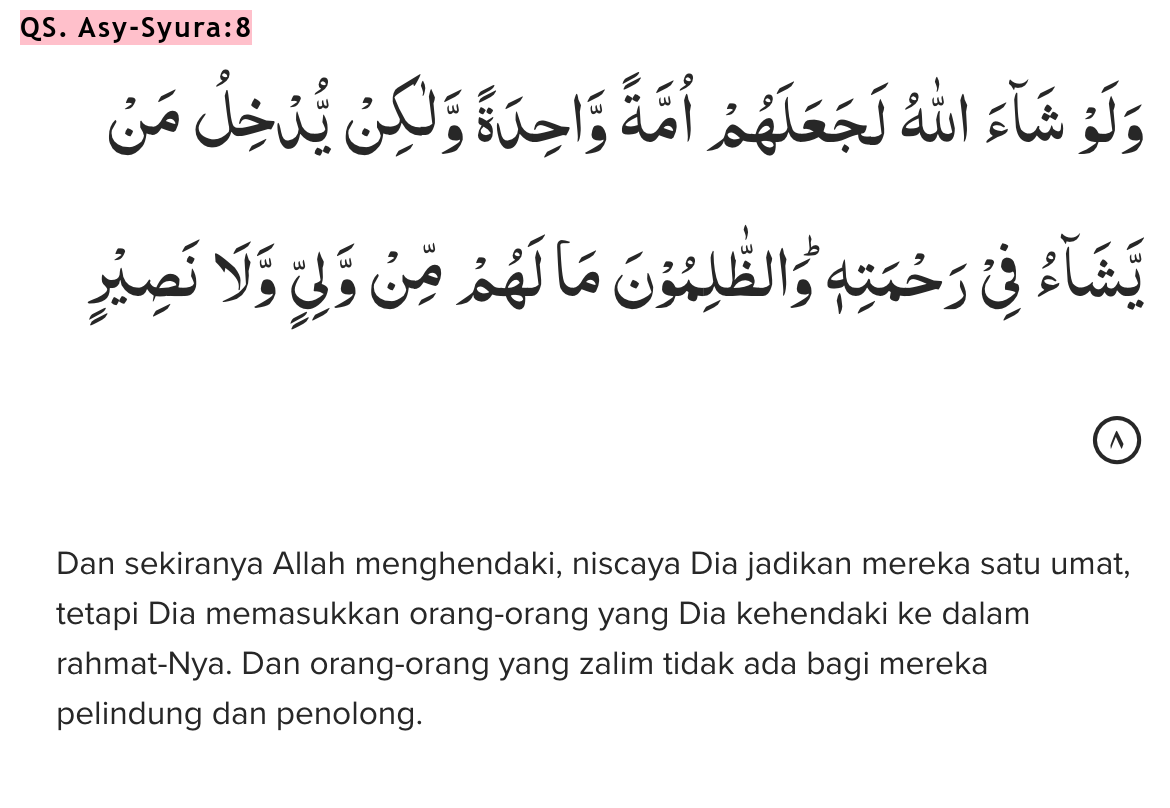 QS. Asy-Syura:8
وَلَوْ شَاۤءَ اللّٰهُ لَجَعَلَهُمْ اُمَّةً وَّاحِدَةً وَّلٰكِنْ يُّدْخِلُ مَنْ
يَّشَاۤءُ فِيْ رَحْمَتِهٖۗ وَالظّٰلِمُوْنَ مَا لَهُمْ مِّنْ وَّلِيٍّ وَّلَا نَصِيْرٍ
٨
Dan sekiranya Allah menghendaki, niscaya Dia jadikan mereka satu umat,
tetapi Dia memasukkan orang-orang yang Dia kehendaki ke dalam
rahmat-Nya. Dan orang-orang yang zalim tidak ada bagi mereka
pelindung dan penolong.